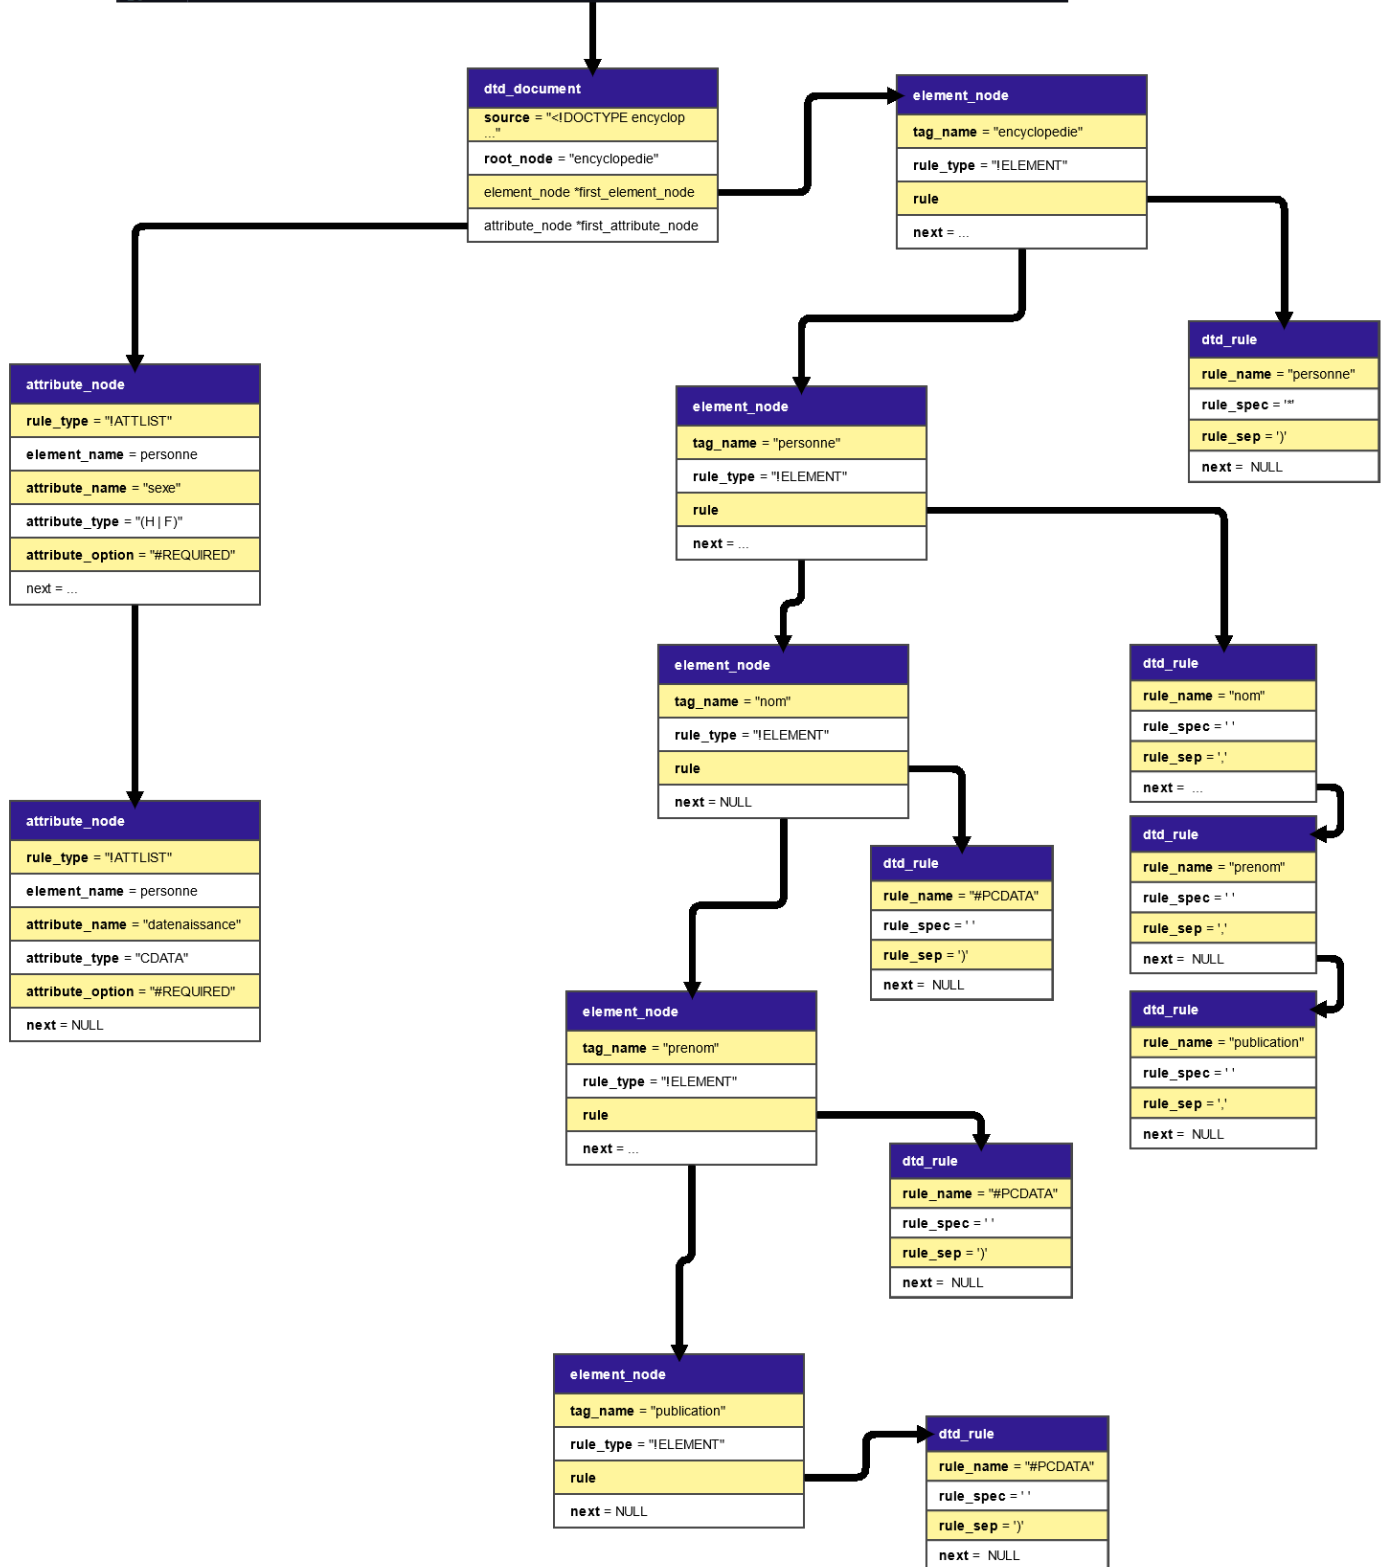 dtd_document
source = "<!DOCTYPE encyclop
..."
root_node = "encyclopedie"
element_node *first_element_node
attribute_node *first_attribute_node
element_node
tag_name = "encyclopedie"
rule_type = "!ELEMENT"
rule
next = ...
dtd_rule
rule_name = "personne"
rule_spec = '*'
rule_sep = ')'
next = NULL
attribute_node
rule_type = "!ATTLIST"
element_name = personne
attribute_name = "sexe"
attribute_type = "(H | F)"
attribute_option = "#REQUIRED"
next = ...
element_node
tag_name = "personne"
rule_type = "!ELEMENT"
rule
next = ...
element_node
tag_name = "nom"
rule_type = "!ELEMENT"
rule
next = NULL
dtd_rule
rule_name = "nom"
rule_spec = ' '
rule_sep = ','
next = ...
dtd_rule
rule_name = "prenom"
rule_spec = ' '
rule_sep = ','
next = NULL
dtd_rule
rule_name = "publication"
rule_spec = ' '
rule_sep = ','
next = NULL
attribute_node
rule_type = "!ATTLIST"
element_name = personne
attribute_name = "datenaissance"
attribute_type = "CDATA"
attribute_option = "#REQUIRED"
next = NULL
dtd_rule
rule_name = "#PCDATA"
rule_spec = ' '
rule_sep = ')'
next = NULL
element_node
tag_name = "prenom"
rule_type = "!ELEMENT"
rule
next = ...
dtd_rule
rule_name = "#PCDATA"
rule_spec = ' '
rule_sep = ')'
next = NULL
element_node
tag_name = "publication"
rule_type = "!ELEMENT"
rule
next = NULL
dtd_rule
rule_name = "#PCDATA"
rule_spec = ' '
rule_sep = ')'
next = NULL